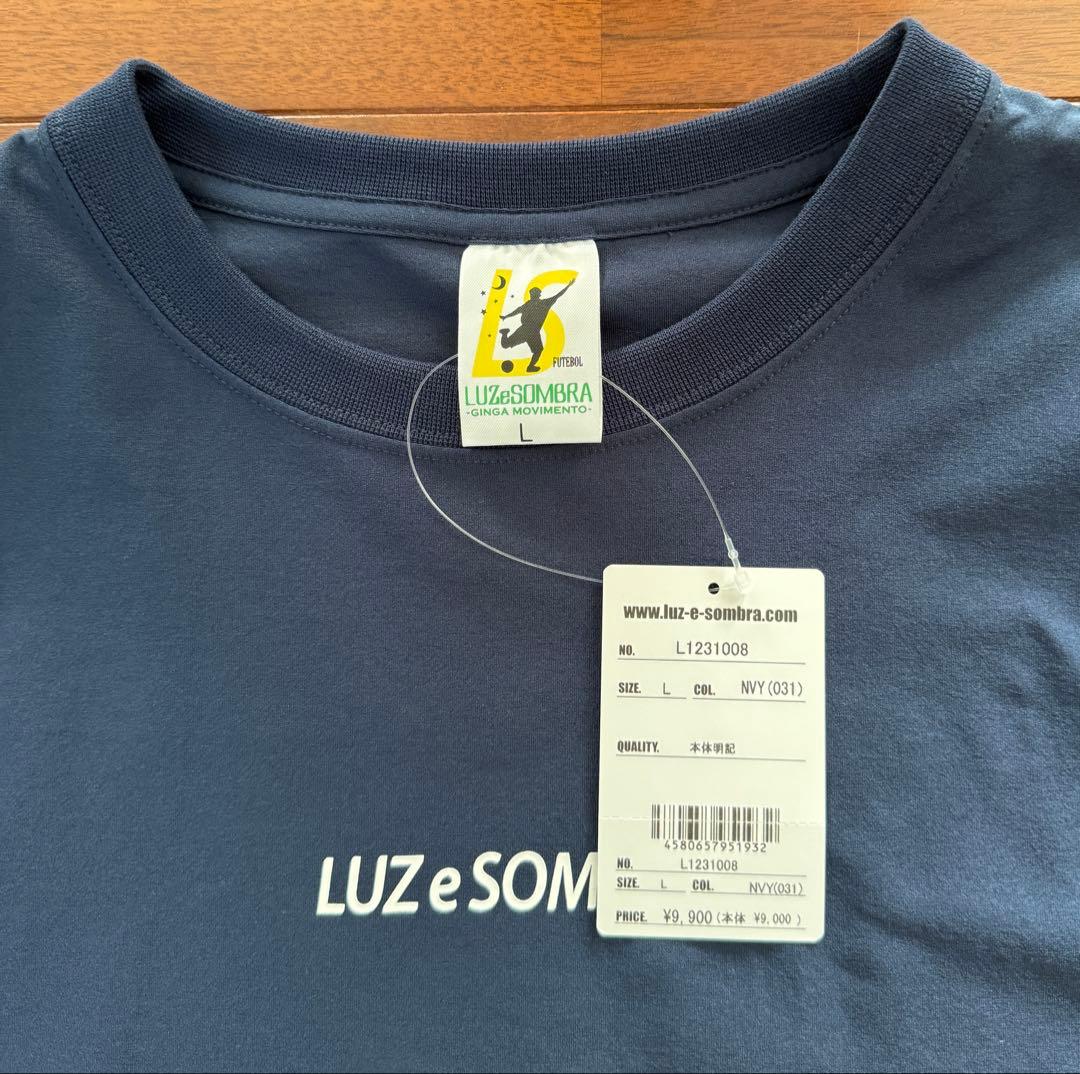 LS
FUTEBOL
LUZeSOMBRA
-GINGA MOVIMENTO-
L
www.luz-e-sombra.com
NO. L1231008
SIZE. L COL. NVY(031)
QUALITY. 本体明記
4580657951932
NO. L1231008
SIZE. L COL. NVY(031)
PRICE. ¥9,900(本体 ¥9,000 )
LUZ e SOM